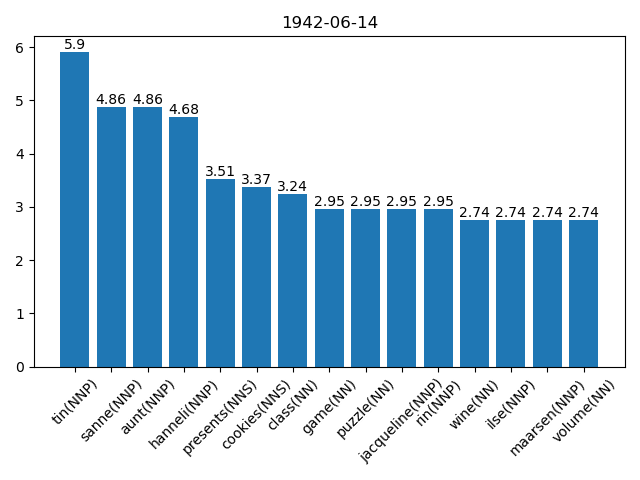 1942-06-14
5.9
4.86
4.86
4.68
3.51
3.37
3.24
2.95
2.95
2.95
2.95
2.74
2.74
2.74
2.74
6
5
4
3
2
1
0
tin(NNP)
sanne(NNP)
aunt(NNP)
hanneli(NNP)
presents(NNS)
cookies(NNS)
class(NN)
game(NN)
puzzle(NN)
jacqueline(NNP)
rin(NNP)
wine(NN)
ilse(NNP)
maarsen(NNP)
volume(NN)